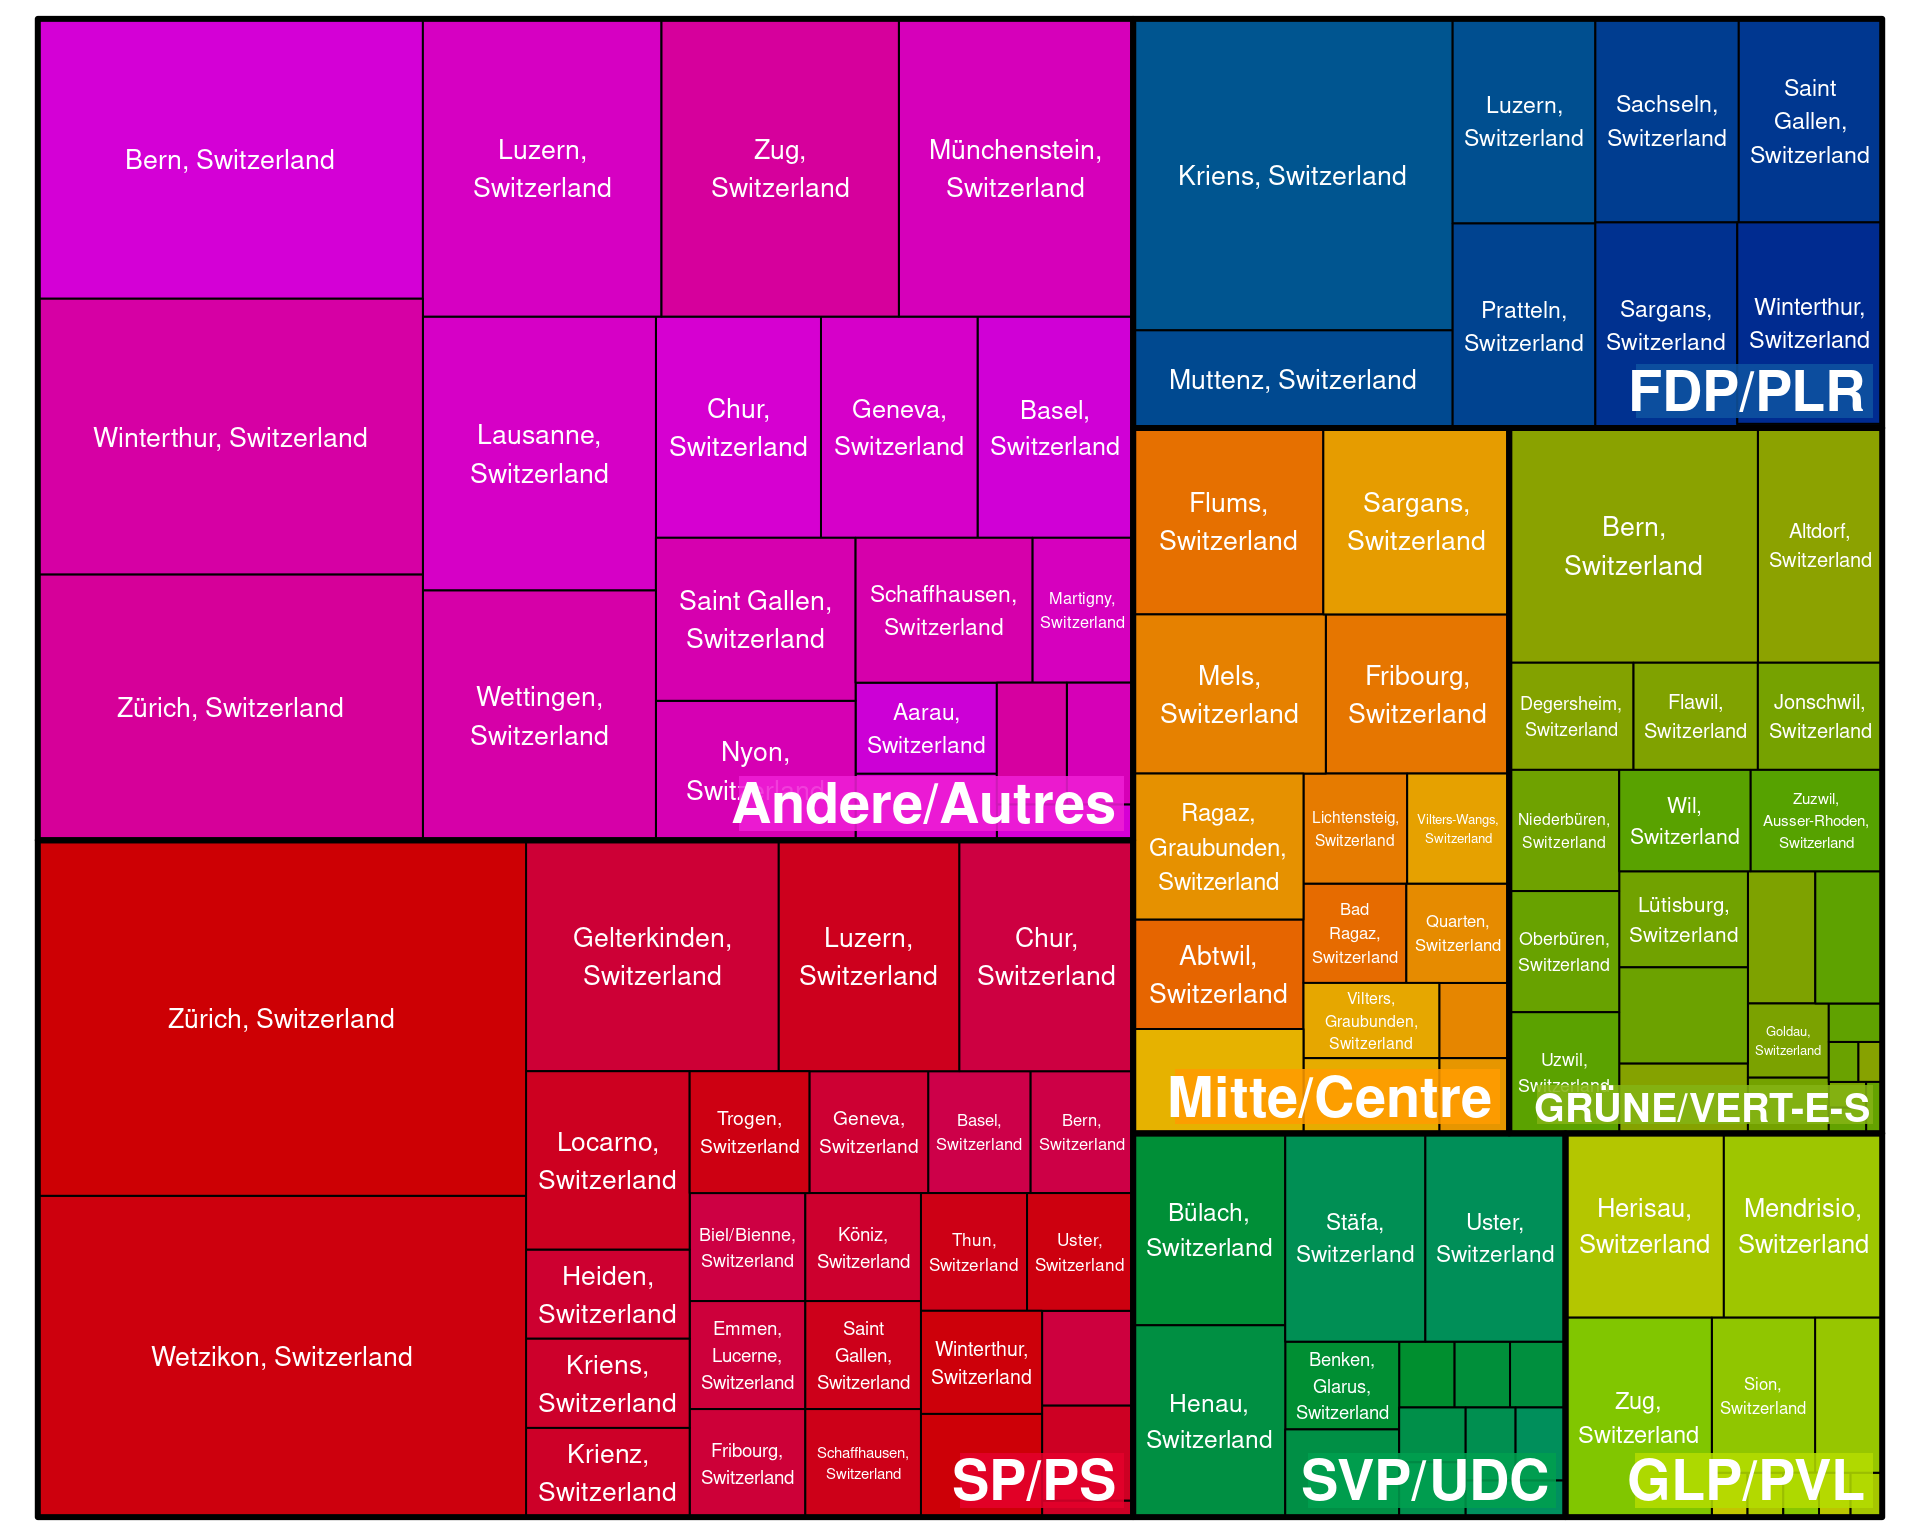 Bern, Switzerland
Winterthur, Switzerland
Zürich, Switzerland
Luzern,
Switzerland
Zug,
Switzerland
Münchenstein,
Switzerland
Lausanne,
Switzerland
Wettingen,
Switzerland
Chur,
Switzerland
Geneva,
Switzerland
Basel,
Switzerland
Saint Gallen,
Switzerland
Nyon,
Switzerland
Schaffhausen,
Switzerland
Martigny,
Switzerland
Aarau,
Switzerland
Andere/Autres
Zürich, Switzerland
Wetzikon, Switzerland
Gelterkinden,
Switzerland
Luzern,
Switzerland
Chur,
Switzerland
Locarno,
Switzerland
Heiden,
Switzerland
Kriens,
Switzerland
Krienz,
Switzerland
Trogen,
Switzerland
Geneva,
Switzerland
Basel,
Switzerland
Bern,
Switzerland
Biel/Bienne,
Switzerland
Köniz,
Switzerland
Thun,
Switzerland
Uster,
Switzerland
Emmen,
Lucerne,
Switzerland
Saint
Gallen,
Switzerland
Winterthur,
Switzerland
Fribourg,
Switzerland
Schaffhausen,
Switzerland
SP/PS
Kriens, Switzerland
Muttenz, Switzerland
Luzern,
Switzerland
Sachseln,
Switzerland
Saint
Gallen,
Switzerland
Pratteln,
Switzerland
Sargans,
Switzerland
Winterthur,
Switzerland
FDP/PLR
Flums,
Switzerland
Sargans,
Switzerland
Mels,
Switzerland
Fribourg,
Switzerland
Ragaz,
Graubunden,
Switzerland
Abtwil,
Switzerland
Lichtensteig,
Switzerland
Vilters-Wangs,
Switzerland
Bad
Ragaz,
Switzerland
Quarten,
Switzerland
Vilters,
Graubunden,
Switzerland
Mitte/Centre
Bern,
Switzerland
Altdorf,
Switzerland
Degersheim,
Switzerland
Flawil,
Switzerland
Jonschwil,
Switzerland
Niederbüren,
Switzerland
Wil,
Switzerland
Zuzwil,
Ausser-Rhoden,
Switzerland
Oberbüren,
Switzerland
Lütisburg,
Switzerland
Uzwil,
Switzerland
Goldau,
Switzerland
GRÜNE/VERT-E-S
Bülach,
Switzerland
Henau,
Switzerland
Stäfa,
Switzerland
Uster,
Switzerland
Benken,
Glarus,
Switzerland
SVP/UDC
Herisau,
Switzerland
Mendrisio,
Switzerland
Zug,
Switzerland
Sion,
Switzerland
GLP/PVL